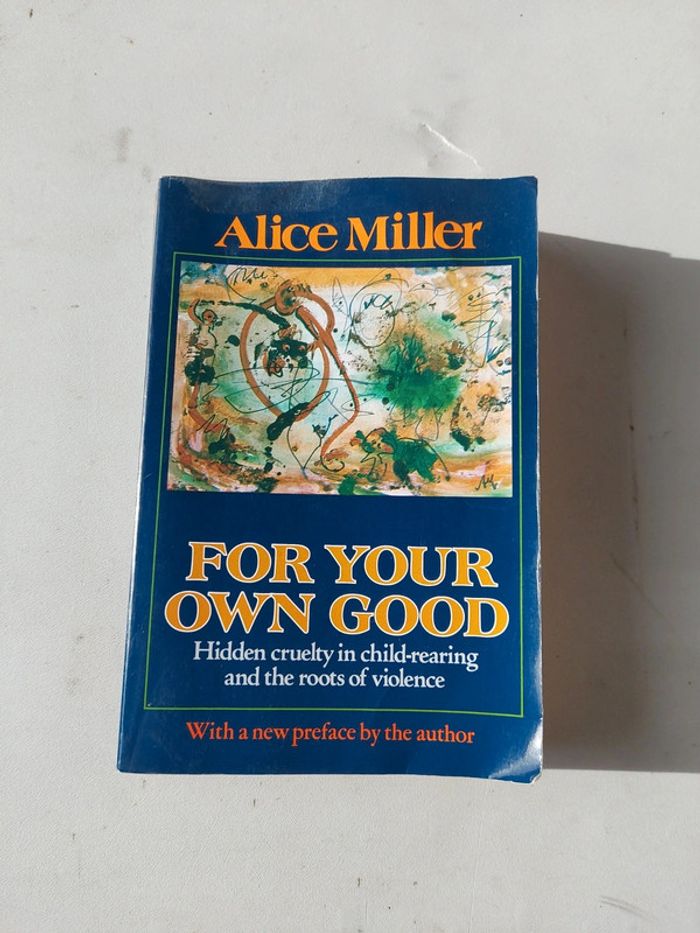 Alice Miller
FOR YOUR
OWN GOOD
Hidden cruelty in child-rearing
and the roots of violence
With a new preface by the author